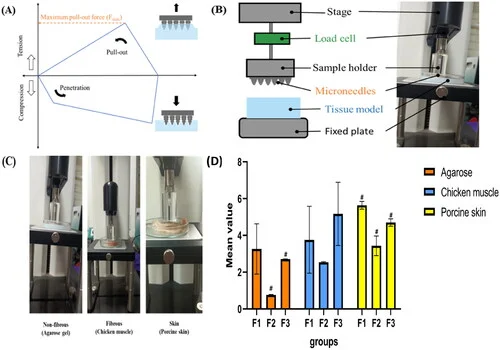 (A)
Maximum pull-out force (Fmax)
Tension
Compression
Pull-out
Penetration
(B)
Stage
Load cell
Sample holder
Microneedles
Tissue model
Fixed plate
(C)
Non-fibrous
(Agarose gel)
Fibrous
(Chicken muscle)
Skin
(Porcine skin)
(D)
Mean value
8
6
4
2
0
# # # # #
F1 F2 F3 F1 F2 F3 F1 F2 F3
groups
Agarose
Chicken muscle
Porcine skin